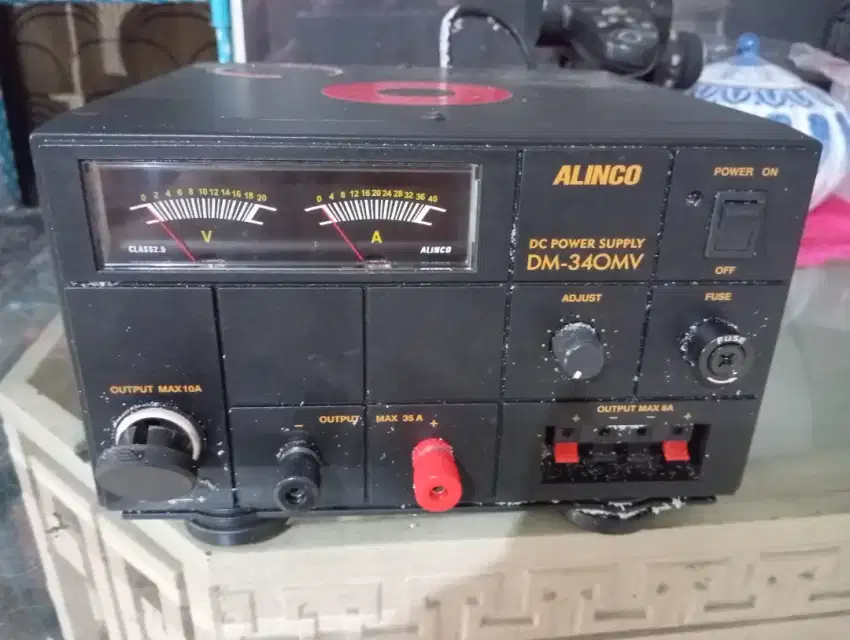 0 2 4 6 8 10 12 14 16 18 20
V
CLASS2.5
0 4 8 12 16 20 24 28 32 36 40
A
ALINCO
ALINCO
DC POWER SUPPLY
DM-340MV
POWER ON
OFF
ADJUST
FUSE
FUSE
OUTPUT MAX10A
− OUTPUT MAX 35A +
OUTPUT MAX 6A
+ − − +